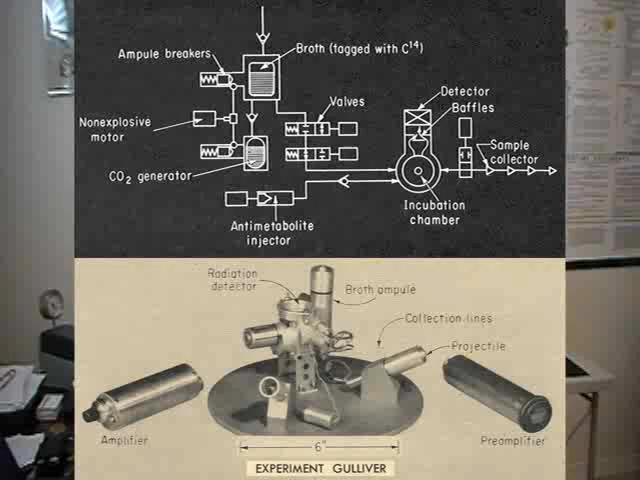 Ampule breakers
Broth (tagged with C¹⁴)
Detector
Baffles
Valves
Nonexplosive
motor
Sample
collector
CO₂ generator
Incubation
chamber
Antimetabolite
injector
Radiation
detector
Broth ampule
Collection lines
Projectile
Amplifier
6"
Preamplifier
EXPERIMENT GULLIVER